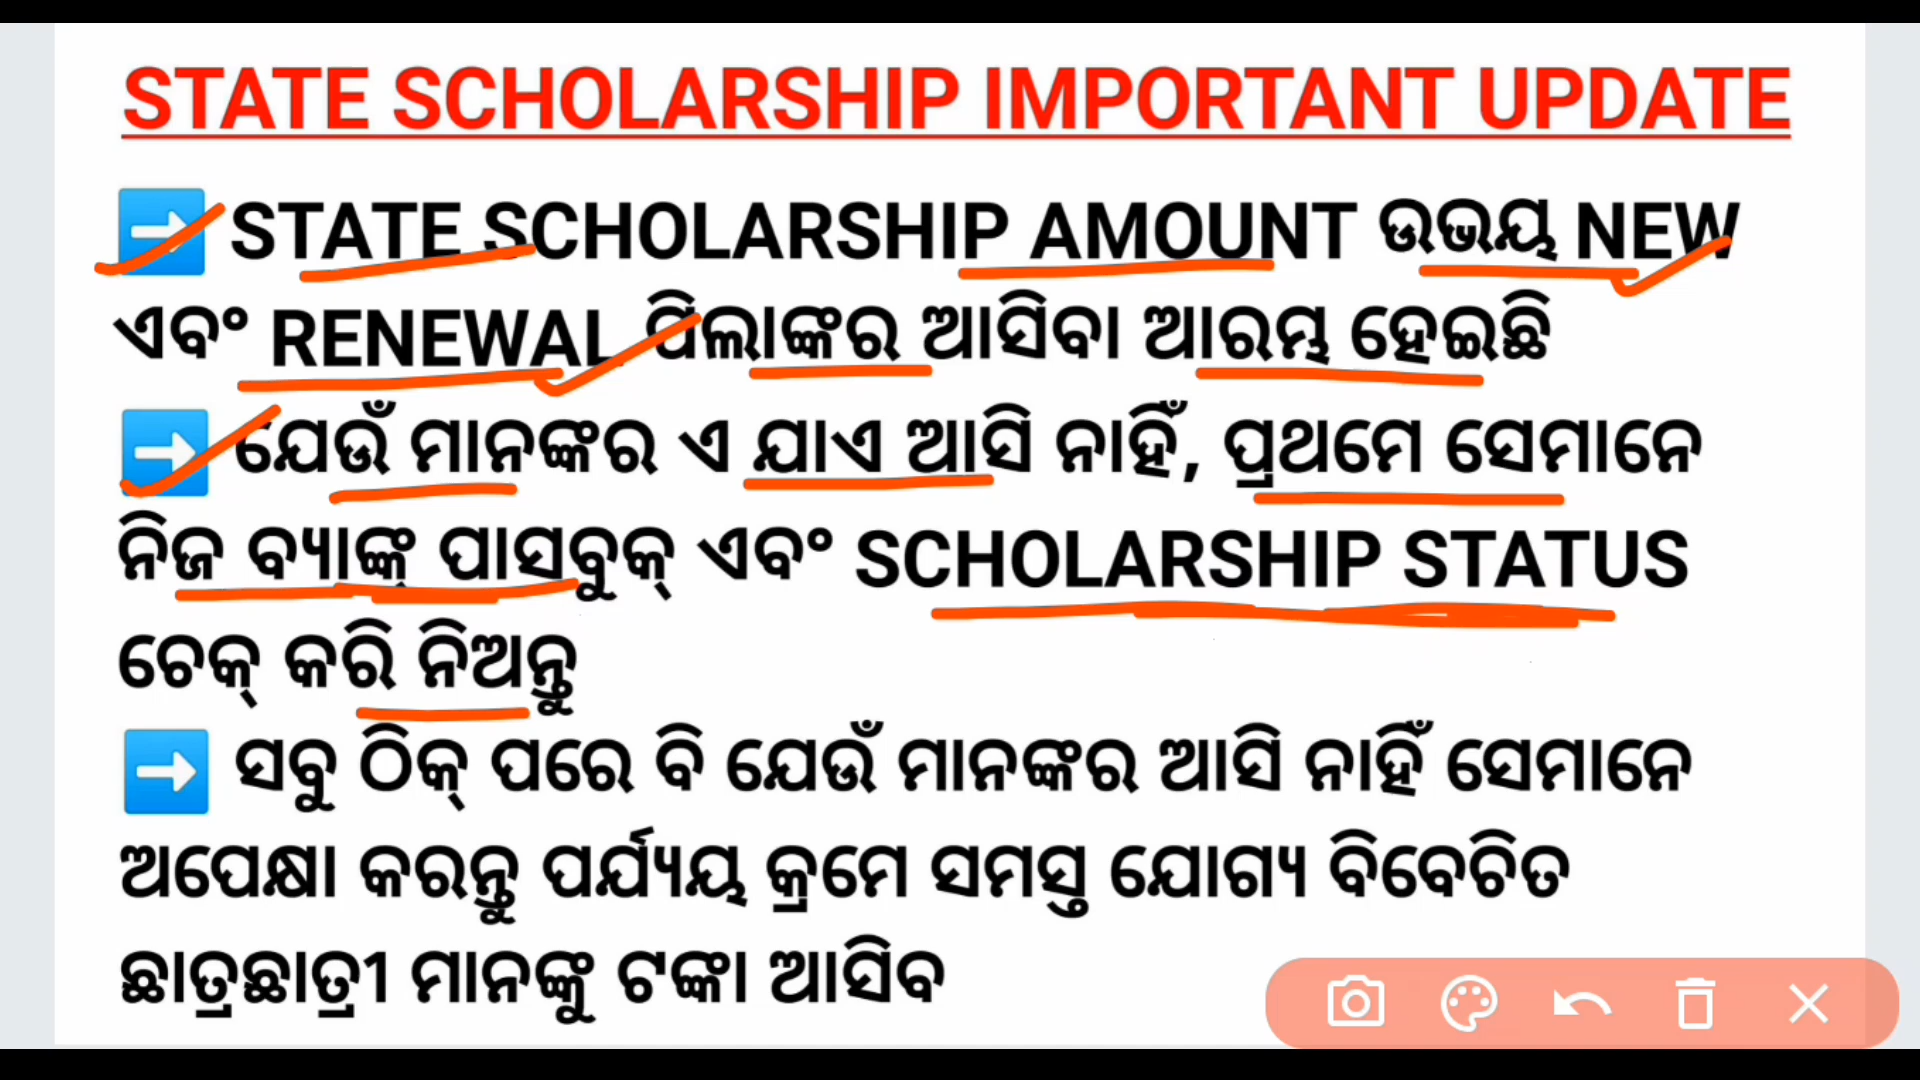 STATE SCHOLARSHIP IMPORTANT UPDATE
➡️ STATE SCHOLARSHIP AMOUNT ଉଭୟ NEW
ଏବଂ RENEWAL ପିଲାଙ୍କର ଆସିବା ଆରମ୍ଭ ହେଇଛି
➡️ ଯେଉଁ ମାନଙ୍କର ଏ ଯାଏ ଆସି ନାହିଁ, ପ୍ରଥମେ ସେମାନେ
ନିଜ ବ୍ୟାଙ୍କ୍ ପାସବୁକ୍ ଏବଂ SCHOLARSHIP STATUS
ଚେକ୍ କରି ନିଅନ୍ତୁ
➡️ ସବୁ ଠିକ୍ ପରେ ବି ଯେଉଁ ମାନଙ୍କର ଆସି ନାହିଁ ସେମାନେ
ଅପେକ୍ଷା କରନ୍ତୁ ପର୍ଯ୍ୟୟ କ୍ରମେ ସମସ୍ତ ଯୋଗ୍ୟ ବିବେଚିତ
ଛାତ୍ରଛାତ୍ରୀ ମାନଙ୍କୁ ଟଙ୍କା ଆସିବ